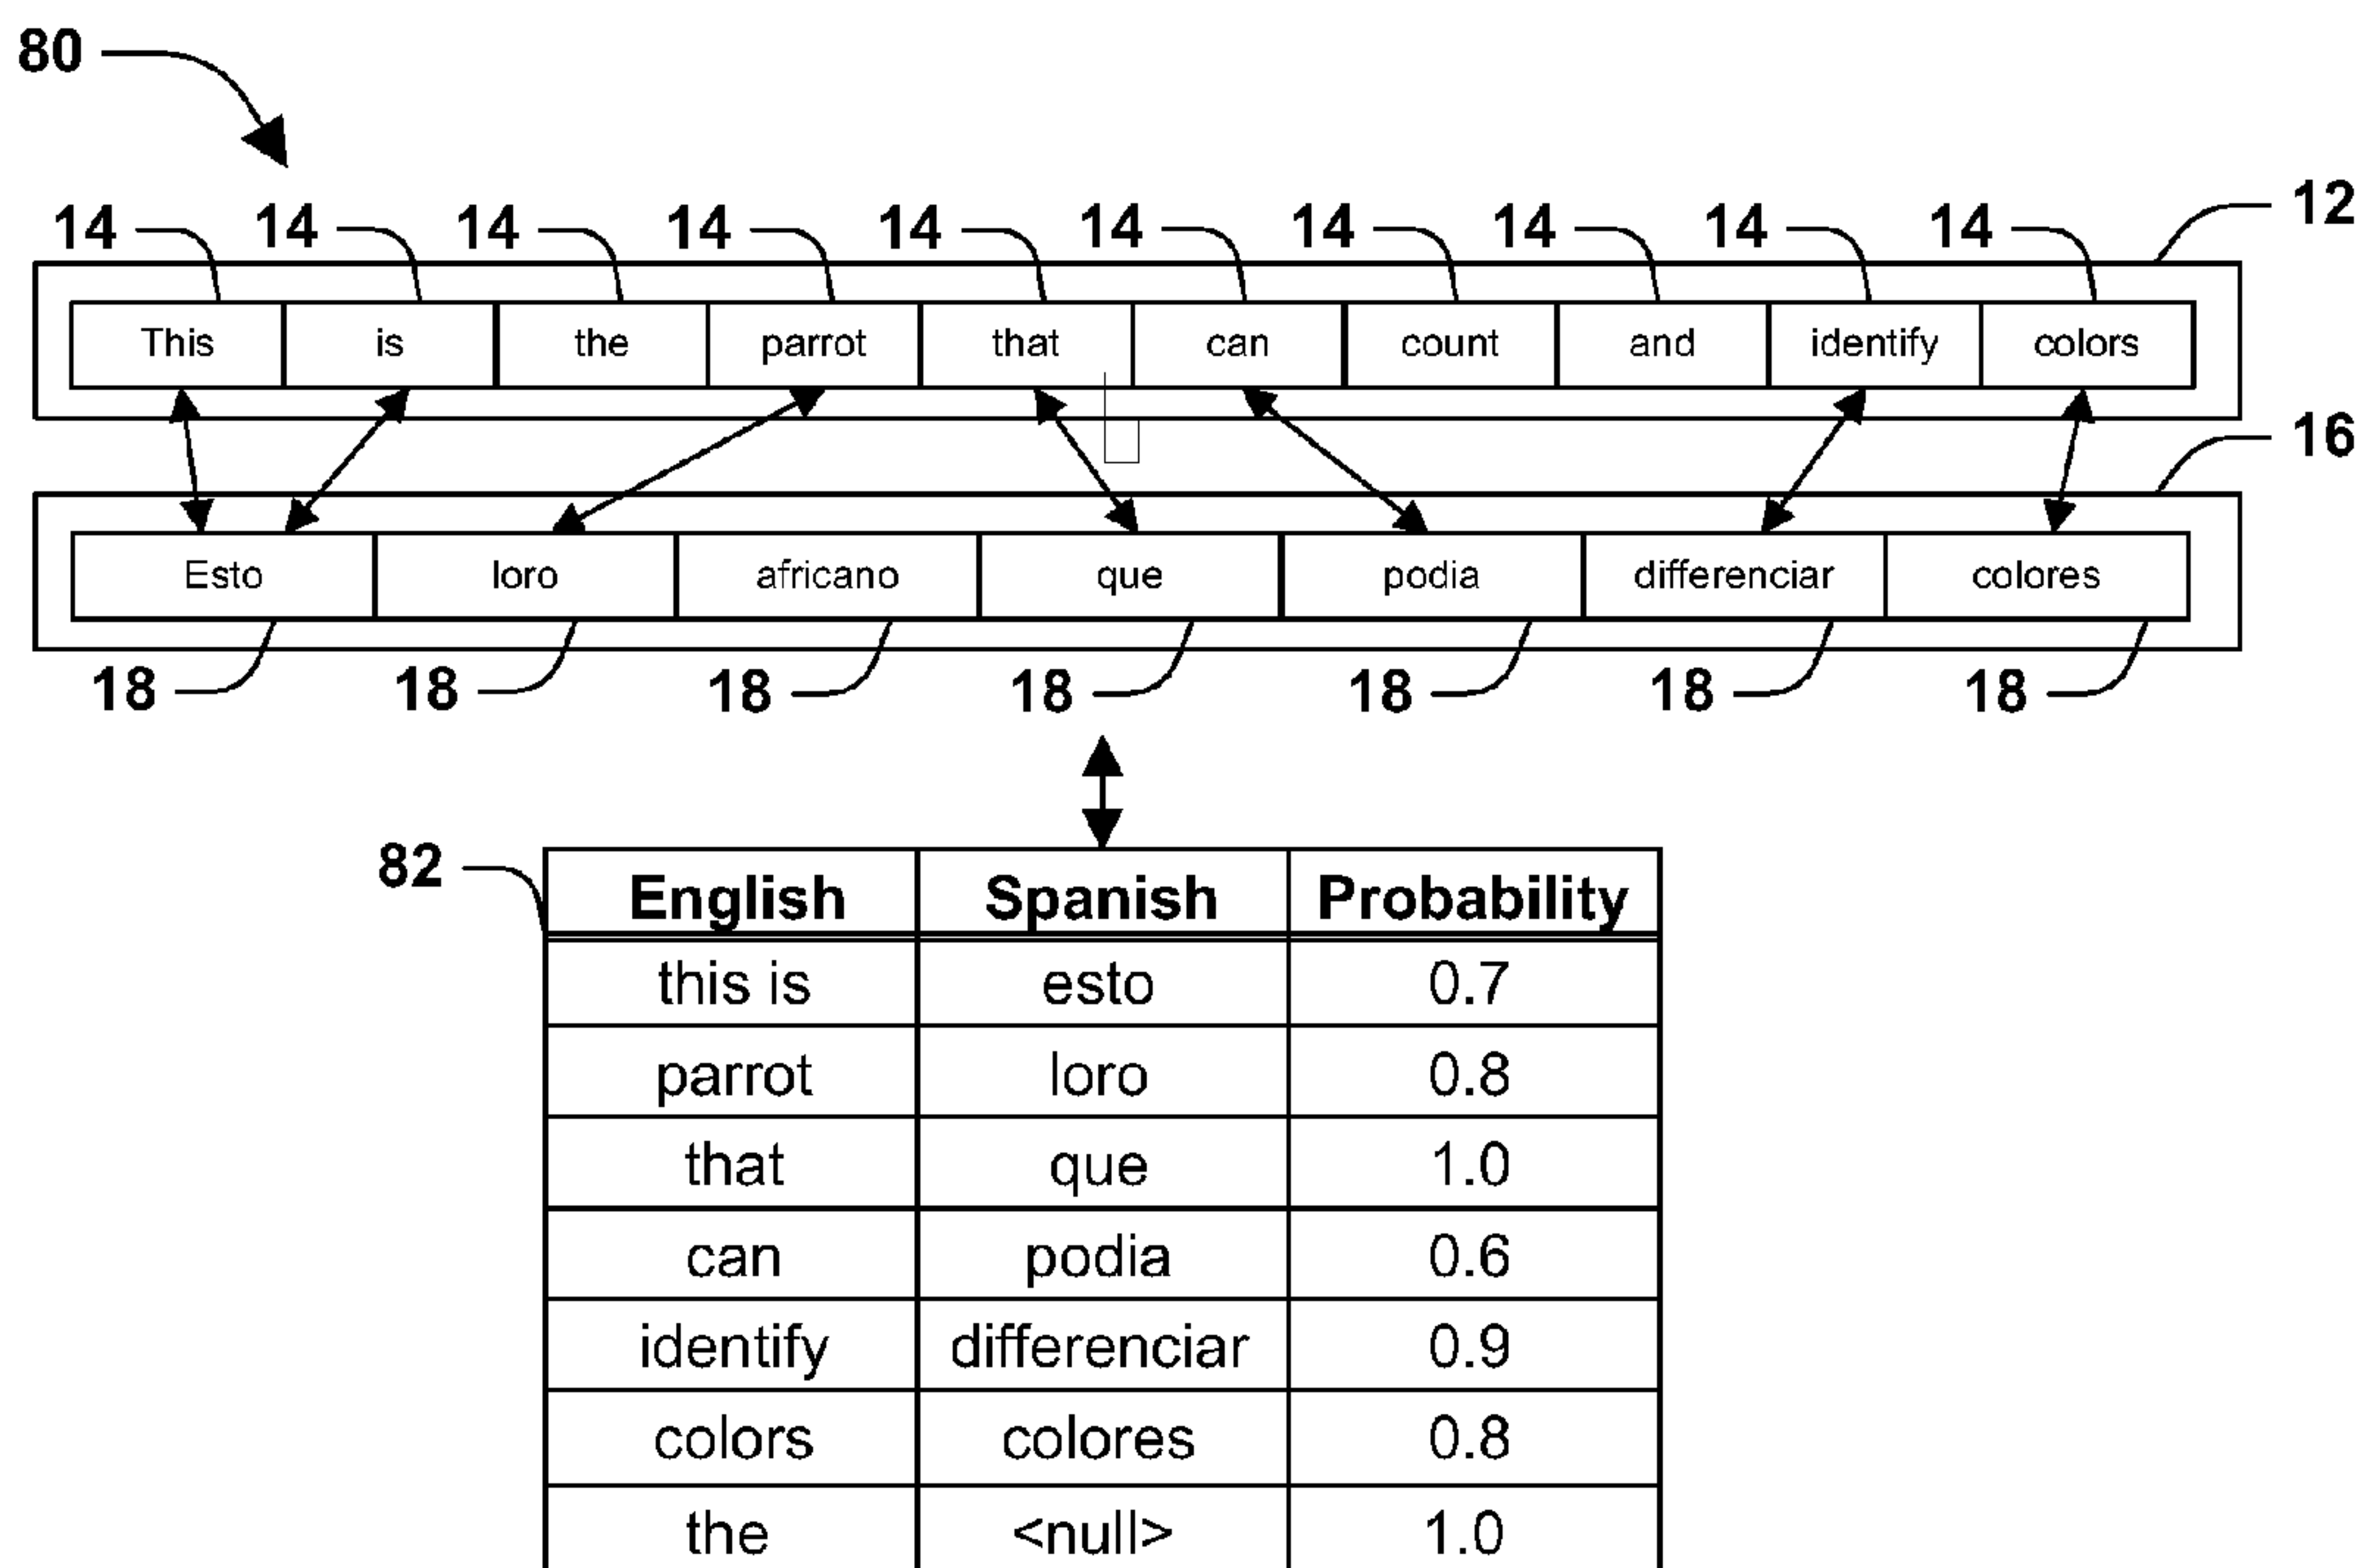 80
12
14 14 14 14 14 14 14 14 14 14
This is the parrot that can count and identify colors
16
Esto loro africano que podia differenciar colores
18 18 18 18 18 18 18
82
English Spanish Probability
this is esto 0.7
parrot loro 0.8
that que 1.0
can podia 0.6
identify differenciar 0.9
colors colores 0.8
the <null> 1.0